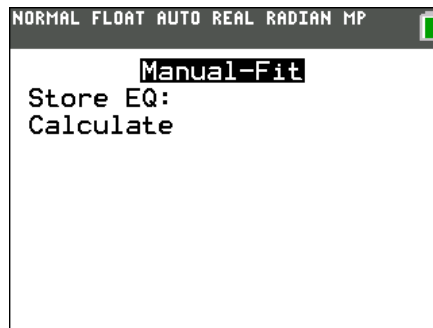 NORMAL FLOAT AUTO REAL RADIAN MP
Manual-Fit
Store EQ:
Calculate